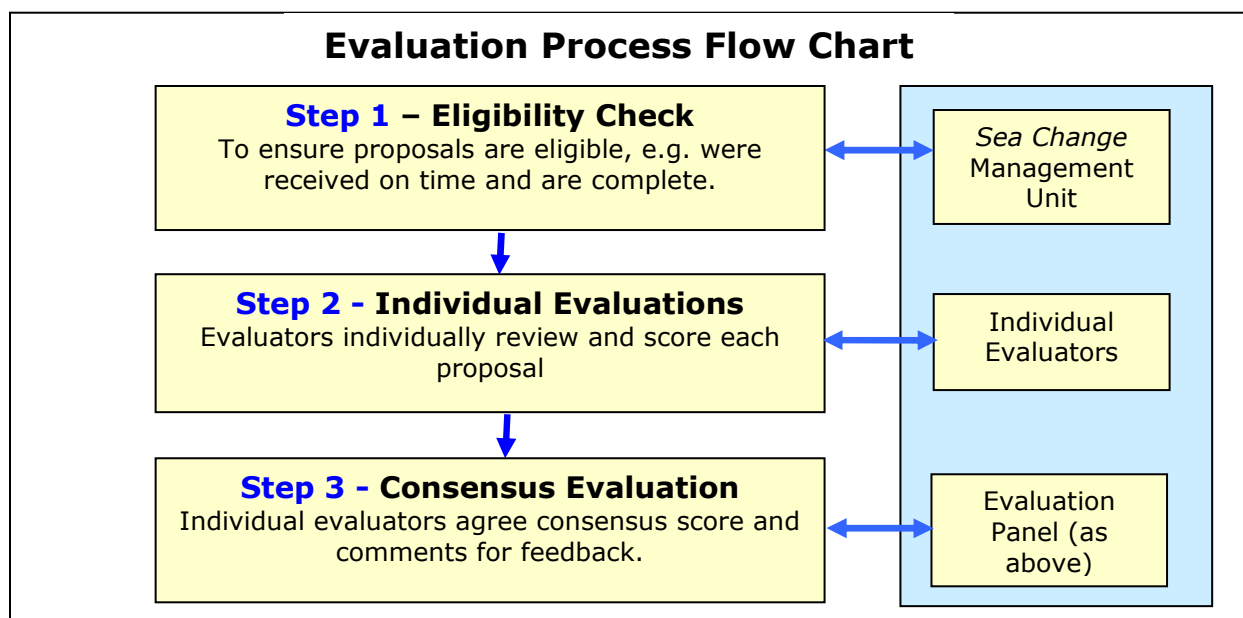 Evaluation Process Flow Chart
Step 1 – Eligibility Check
To ensure proposals are eligible, e.g. were
received on time and are complete.
Sea Change
Management
Unit
Step 2 - Individual Evaluations
Evaluators individually review and score each
proposal
Individual
Evaluators
Step 3 - Consensus Evaluation
Individual evaluators agree consensus score and
comments for feedback.
Evaluation
Panel (as
above)